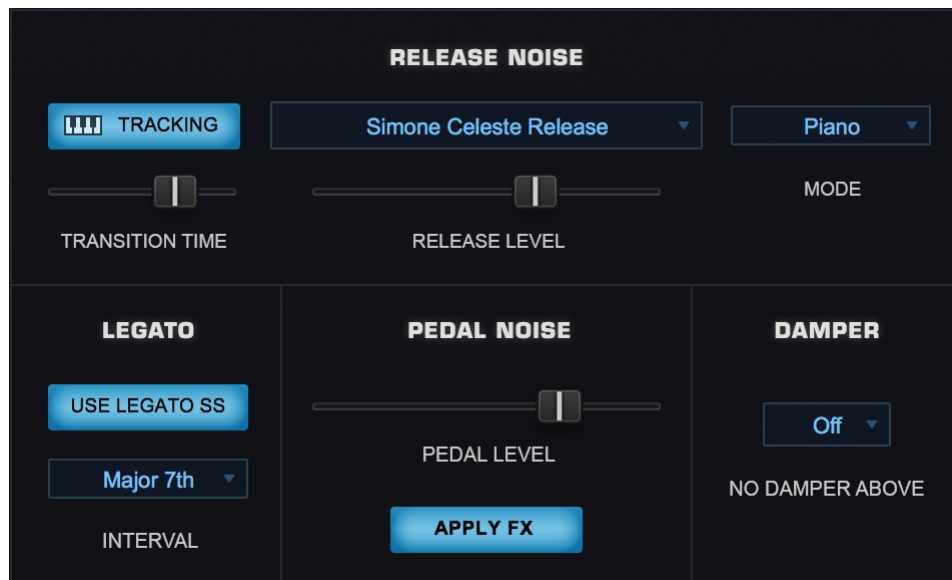 RELEASE NOISE
TRACKING
Simone Celeste Release
Piano
TRANSITION TIME
RELEASE LEVEL
MODE
LEGATO
USE LEGATO SS
Major 7th
INTERVAL
PEDAL NOISE
PEDAL LEVEL
APPLY FX
DAMPER
Off
NO DAMPER ABOVE